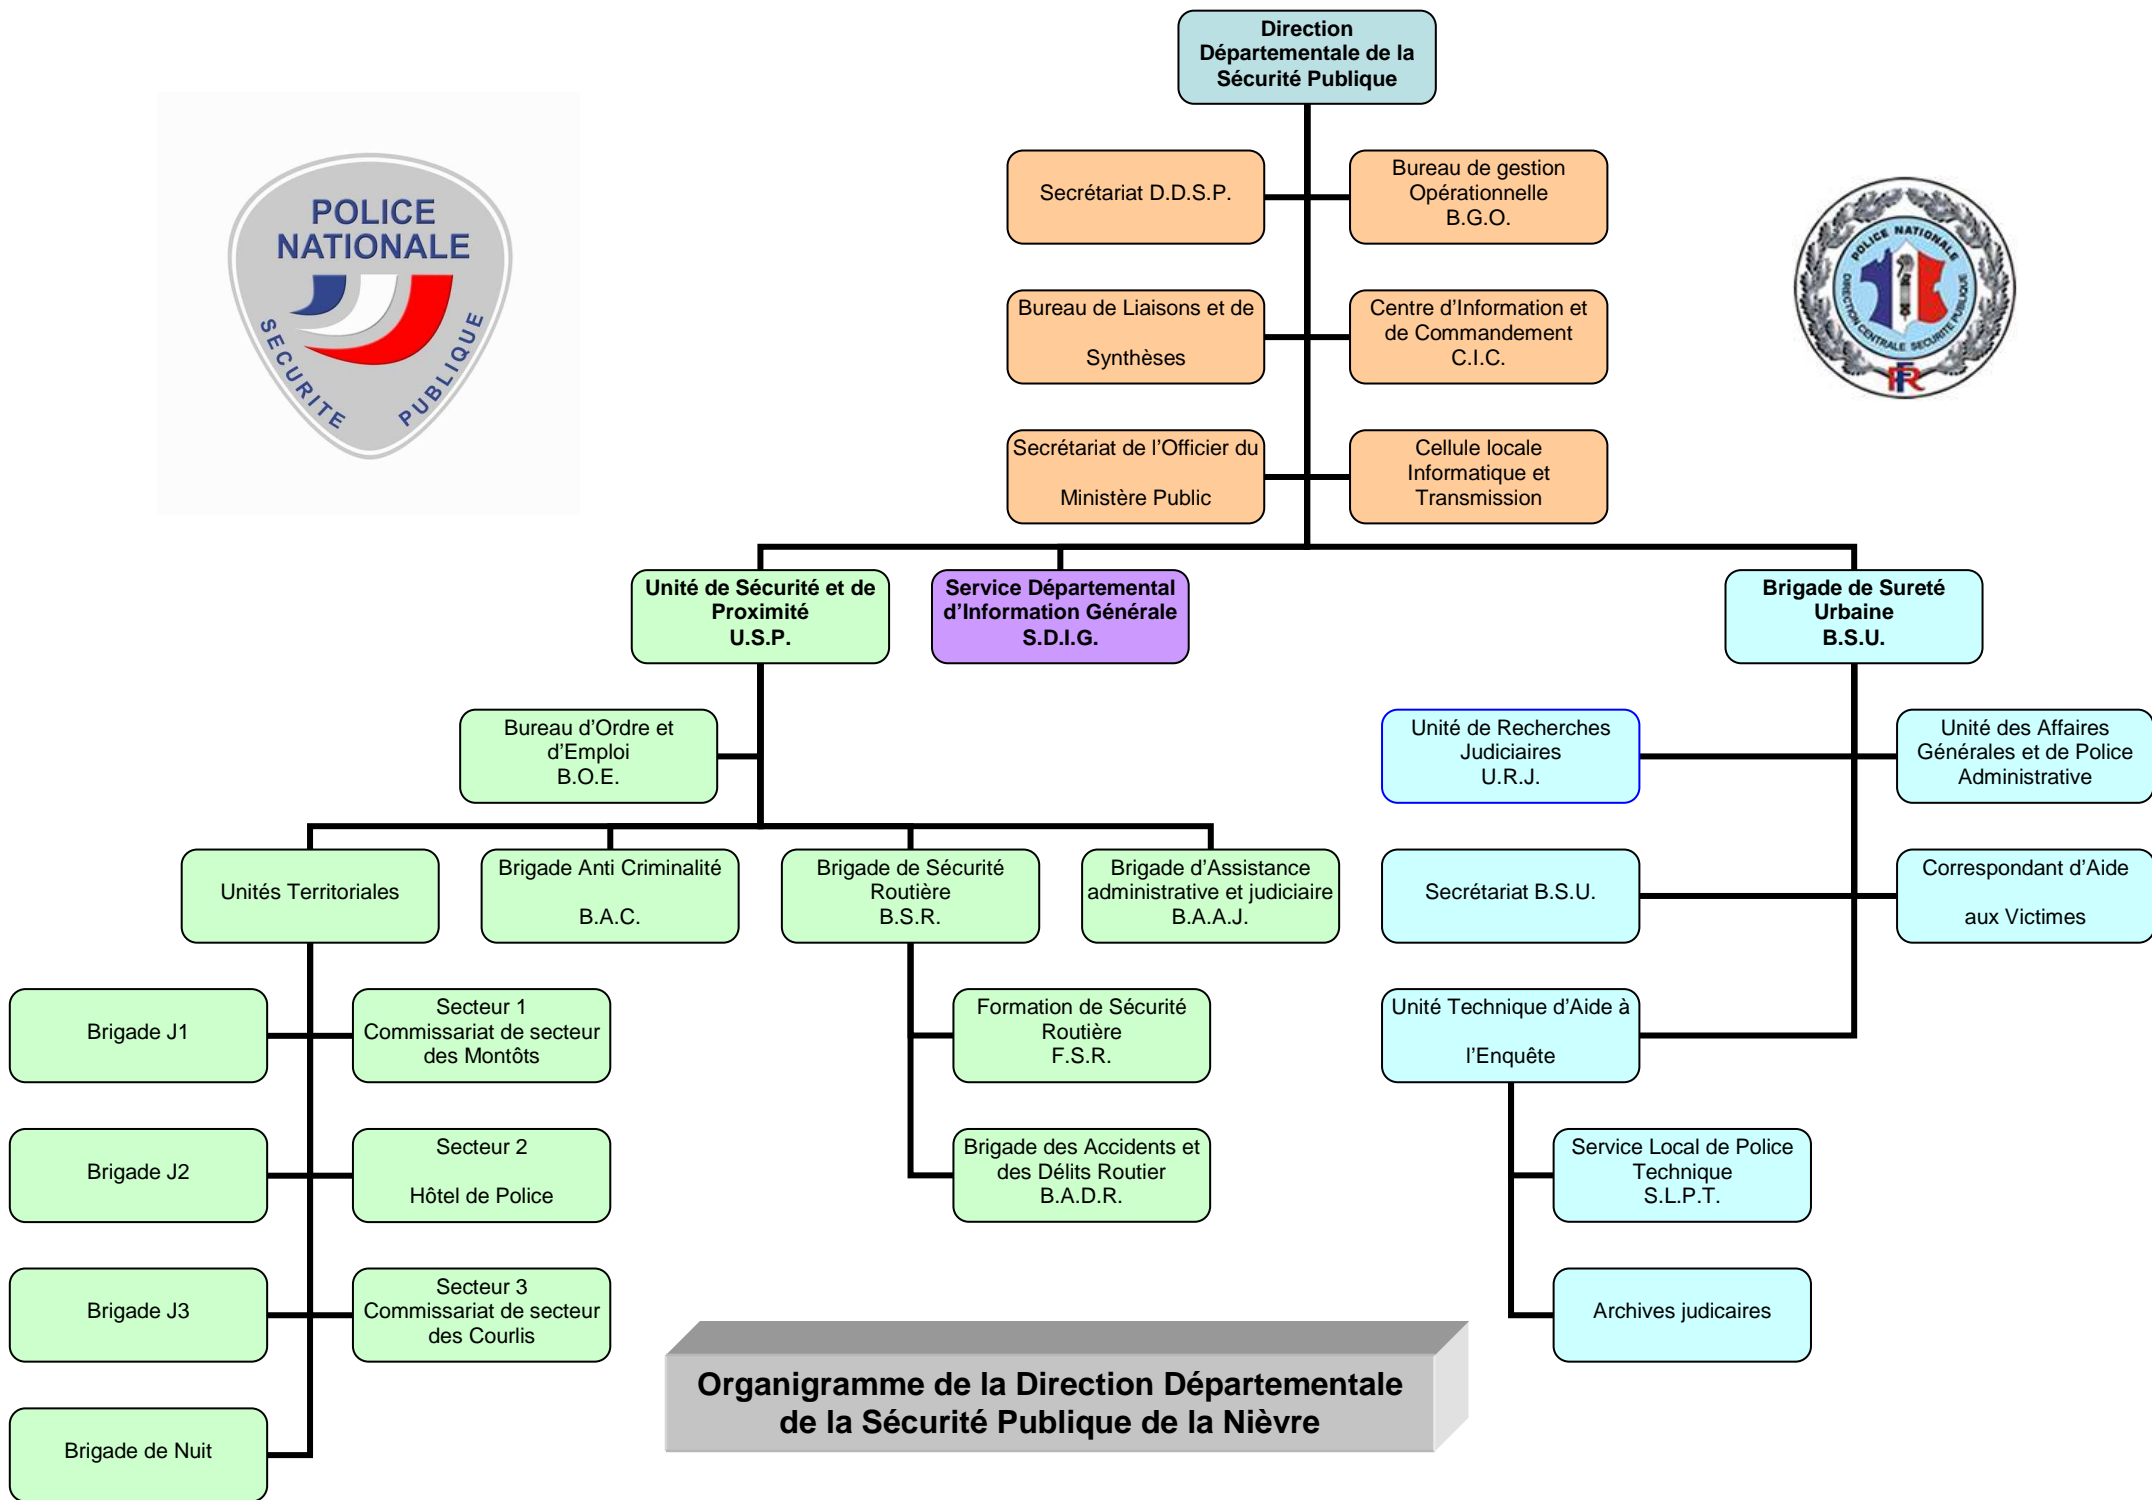 Direction
Départementale de la
Sécurité Publique
POLICE
NATIONALE
SECURITE PUBLIQUE
Secrétariat D.D.S.P.
Bureau de gestion
Opérationnelle
B.G.O.
POLICE NATIONALE
DIRECTION CENTRALE SECURITE PUBLIQUE
RF
Bureau de Liaisons et de
Synthèses
Centre d'Information et
de Commandement
C.I.C.
Secrétariat de l'Officier du
Ministère Public
Cellule locale
Informatique et
Transmission
Unité de Sécurité et de
Proximité
U.S.P.
Service Départemental
d'Information Générale
S.D.I.G.
Brigade de Sureté
Urbaine
B.S.U.
Bureau d'Ordre et
d'Emploi
B.O.E.
Unité de Recherches
Judiciaires
U.R.J.
Unité des Affaires
Générales et de Police
Administrative
Unités Territoriales
Brigade Anti Criminalité
B.A.C.
Brigade de Sécurité
Routière
B.S.R.
Brigade d'Assistance
administrative et judiciaire
B.A.A.J.
Secrétariat B.S.U.
Correspondant d'Aide
aux Victimes
Brigade J1
Secteur 1
Commissariat de secteur
des Montôts
Formation de Sécurité
Routière
F.S.R.
Unité Technique d'Aide à
l'Enquête
Brigade J2
Secteur 2
Hôtel de Police
Brigade des Accidents et
des Délits Routier
B.A.D.R.
Service Local de Police
Technique
S.L.P.T.
Brigade J3
Secteur 3
Commissariat de secteur
des Courlis
Archives judicaires
Organigramme de la Direction Départementale
de la Sécurité Publique de la Nièvre
Brigade de Nuit